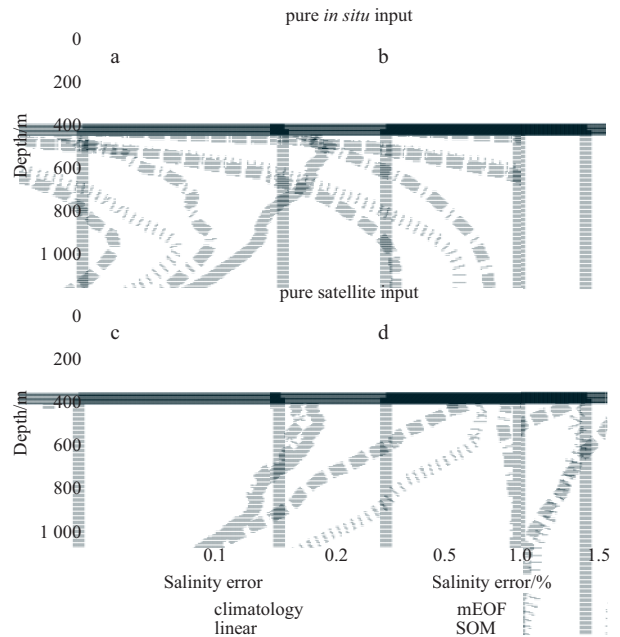 pure in situ input
0
a b
200
400
Depth/m
600
800
1 000
pure satellite input
0
c d
200
400
Depth/m
600
800
1 000
0.1 0.2 0.5 1.0 1.5
Salinity error Salinity error/%
climatology mEOF
linear SOM